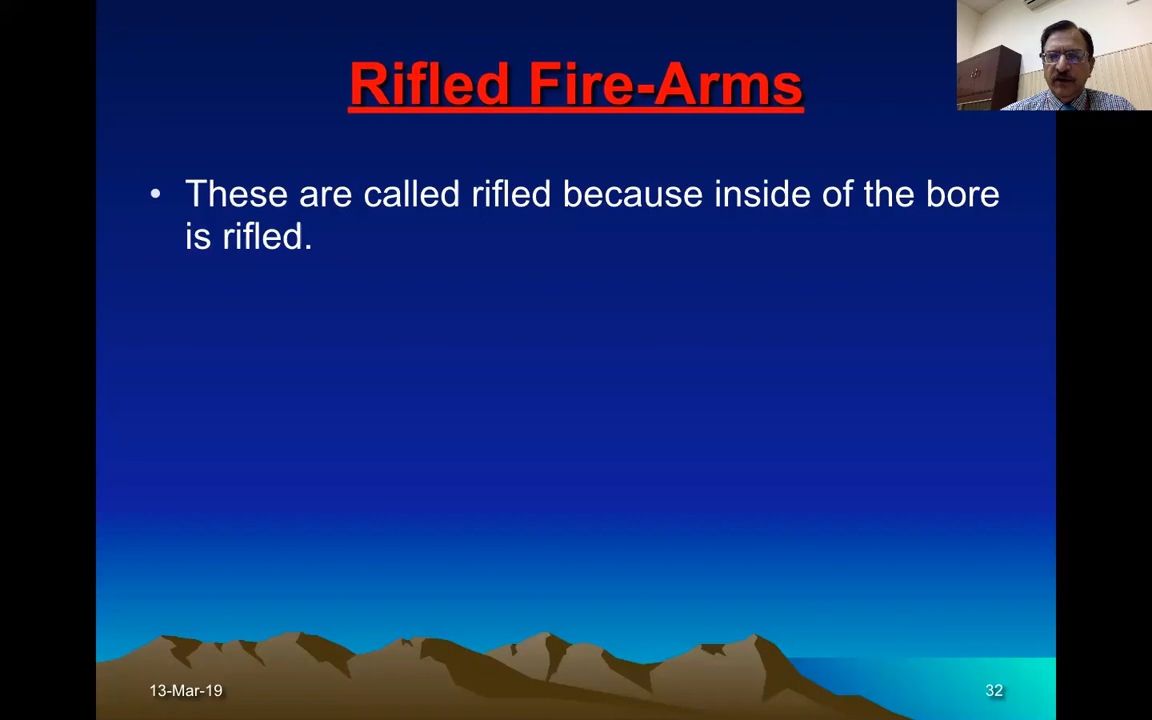 Rifled Fire-Arms
• These are called rifled because inside of the bore
is rifled.
13-Mar-19
32